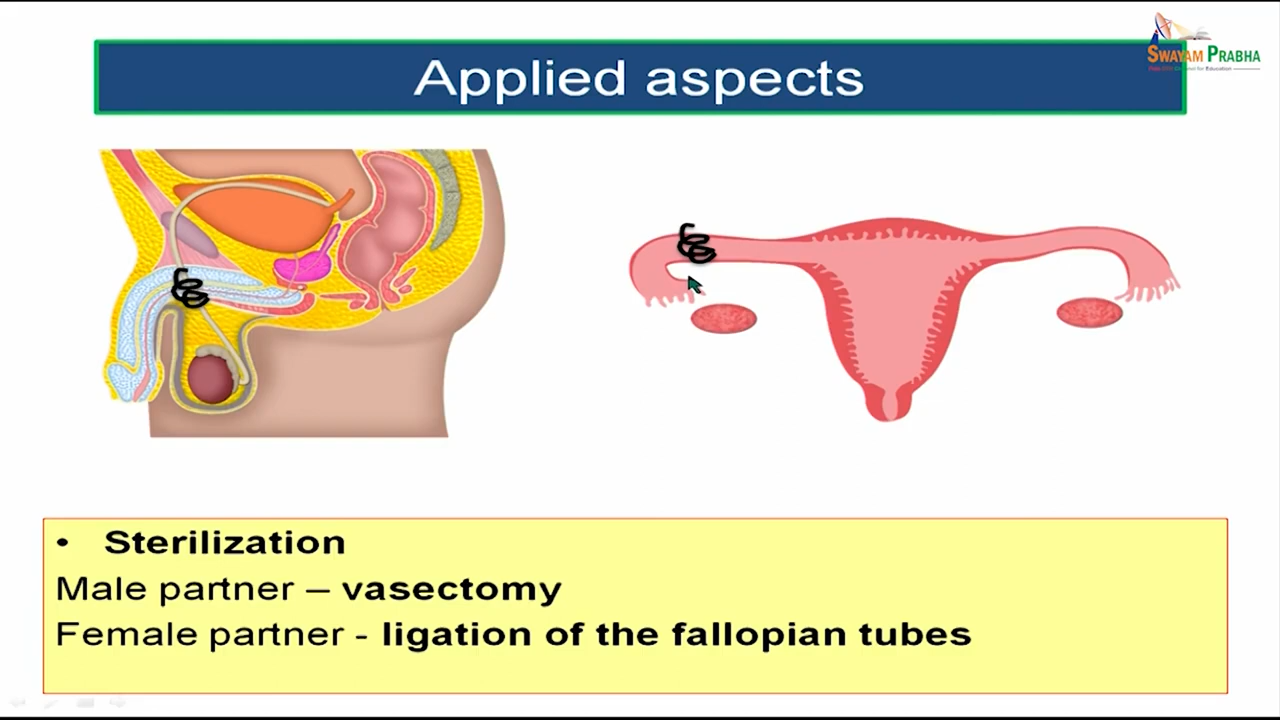 SWAYAM PRABHA
Applied aspects
• Sterilization
Male partner – vasectomy
Female partner - ligation of the fallopian tubes